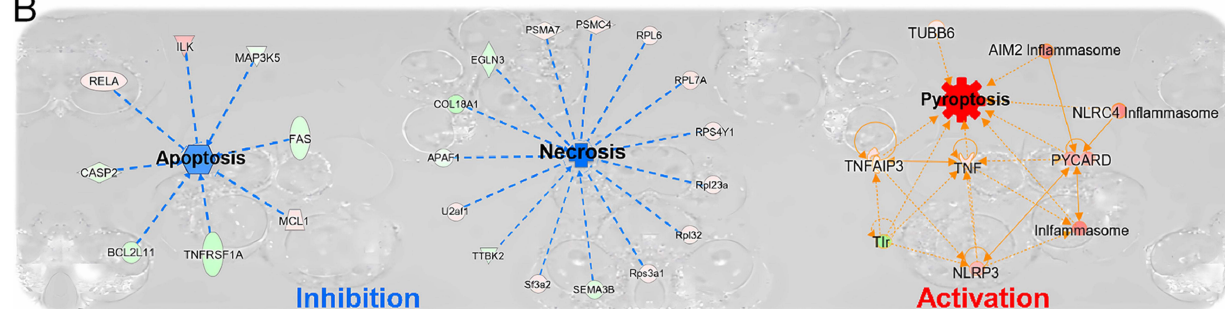 B
ILK
MAP3K5
RELA
FAS
Apoptosis
CASP2
MCL1
BCL2L11
TNFRSF1A
PSMA7
PSMC4
RPL6
EGLN3
RPL7A
COL18A1
RPS4Y1
APAF1
Necrosis
Rpl23a
U2af1
Rpl32
TTBK2
Rps3a1
Sf3a2
SEMA3B
Inhibition
TUBB6
AIM2 Inflammasome
Pyroptosis
NLRC4 Inflammasome
TNFAIP3
TNF
PYCARD
Tlr
Inlfammasome
NLRP3
Activation